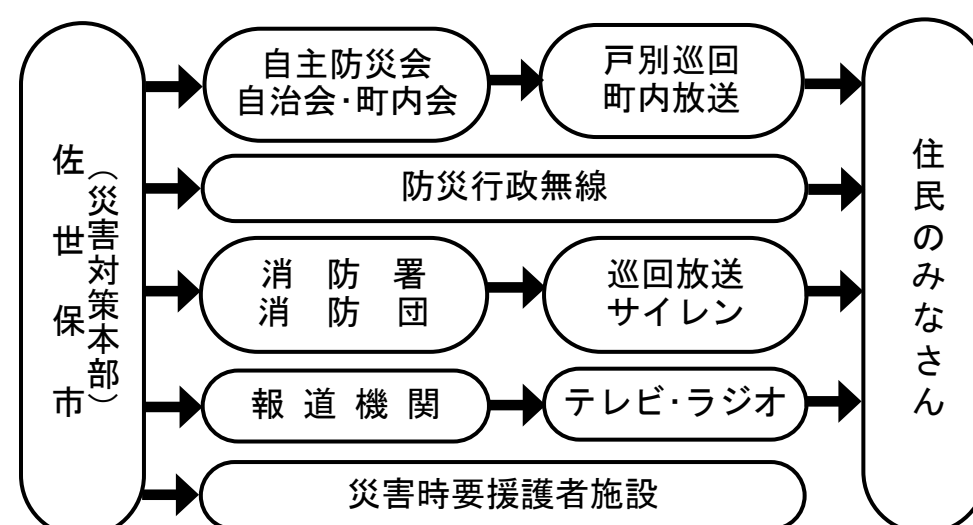 佐世保市
（災害対策本部）
自主防災会
自治会･町内会
戸別巡回
町内放送
防災行政無線
消防署
消防団
巡回放送
サイレン
報道機関
テレビ･ラジオ
災害時要援護者施設
住民のみなさん